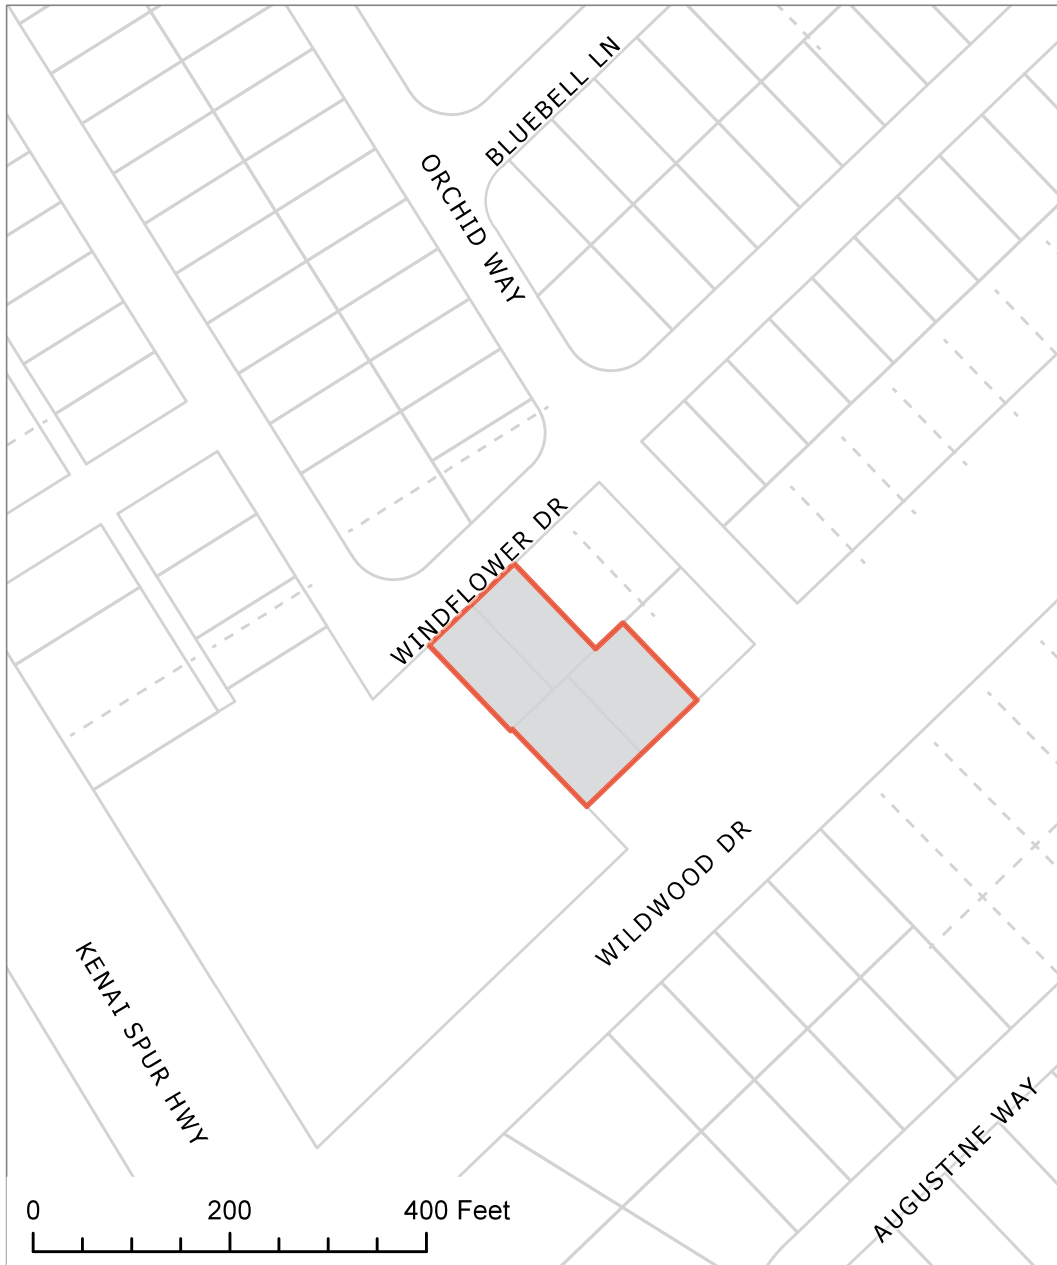 BLUEBELL LN
ORCHID WAY
WINDFLOWER DR
WILDWOOD DR
KENAI SPUR HWY
AUGUSTINE WAY
0 200 400 Feet